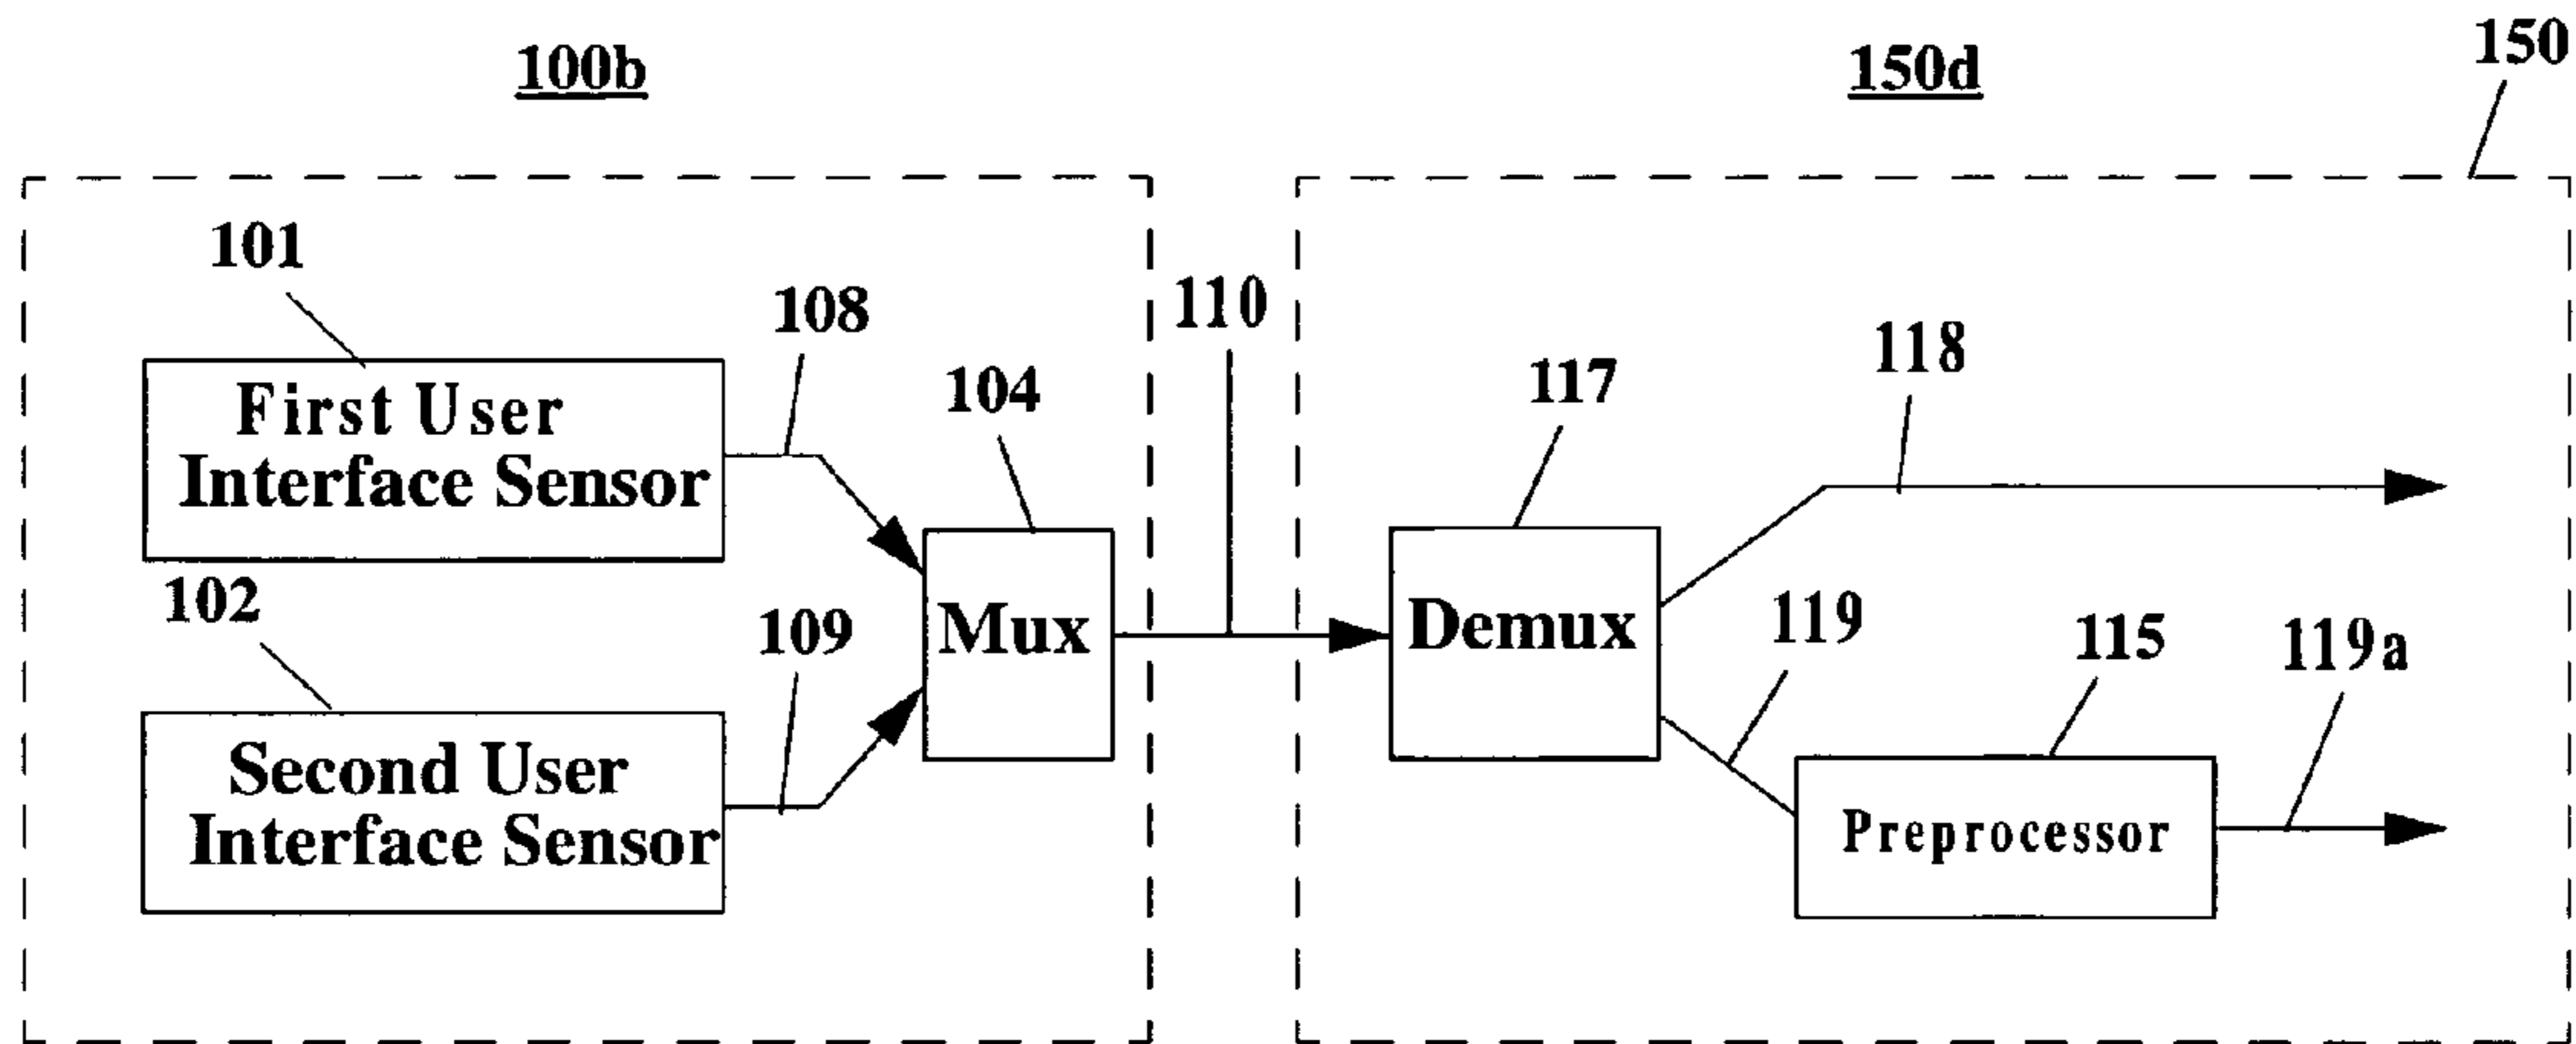 100b
150d
150
101
108
110
118
104
117
First User
Interface Sensor
102
109
Mux
Demux
119
115
119a
Second User
Interface Sensor
Preprocessor